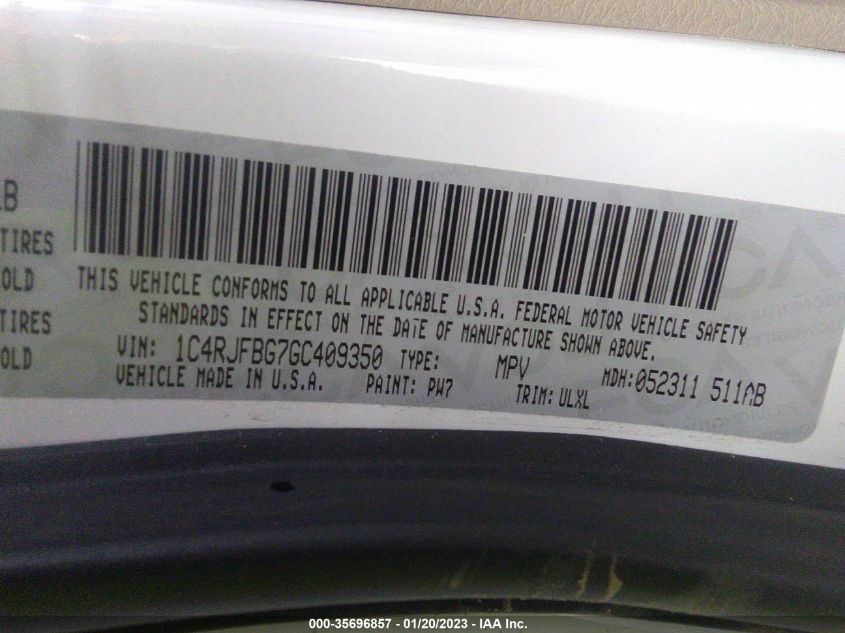 LB
TIRES
OLD
TIRES
OLD
THIS VEHICLE CONFORMS TO ALL APPLICABLE U.S.A. FEDERAL MOTOR VEHICLE SAFETY
STANDARDS IN EFFECT ON THE DATE OF MANUFACTURE SHOWN ABOVE.
VIN: 1C4RJFBG7GC409350 TYPE: MPV MDH:052311 511AB
VEHICLE MADE IN U.S.A. PAINT: PW7 TRIM: ULXL
000-35696857 / 01/20/2023 - IAA Inc.